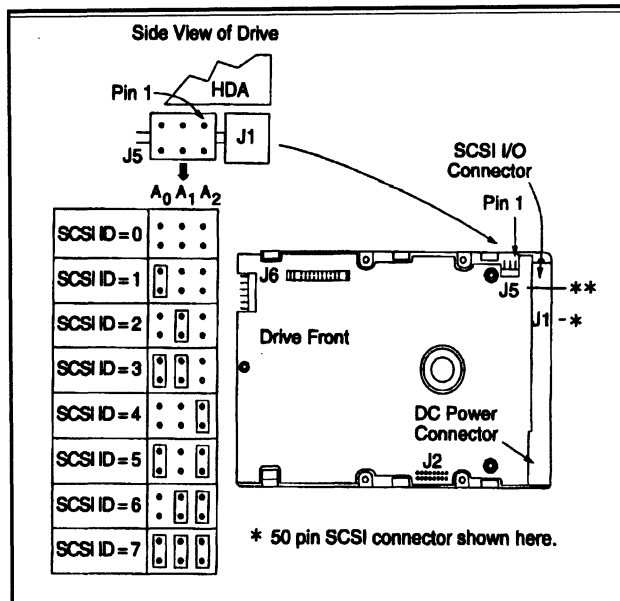 Side View of Drive
HDA
Pin 1
J5
J1
A0 A1 A2
SCSI I/O
Connector
Pin 1
SCSI ID = 0
SCSI ID = 1
SCSI ID = 2
SCSI ID = 3
SCSI ID = 4
SCSI ID = 5
SCSI ID = 6
SCSI ID = 7
J6
J5 **
J1 - *
Drive Front
DC Power
Connector
J2
* 50 pin SCSI connector shown here.